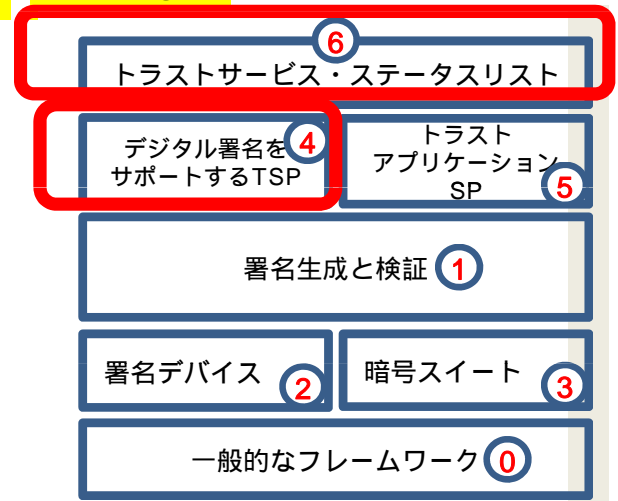 6
トラストサービス・ステータスリスト
デジタル署名を 4
サポートするTSP
トラスト
アプリケーション
SP 5
署名生成と検証 1
署名デバイス 2
暗号スイート 3
一般的なフレームワーク 0